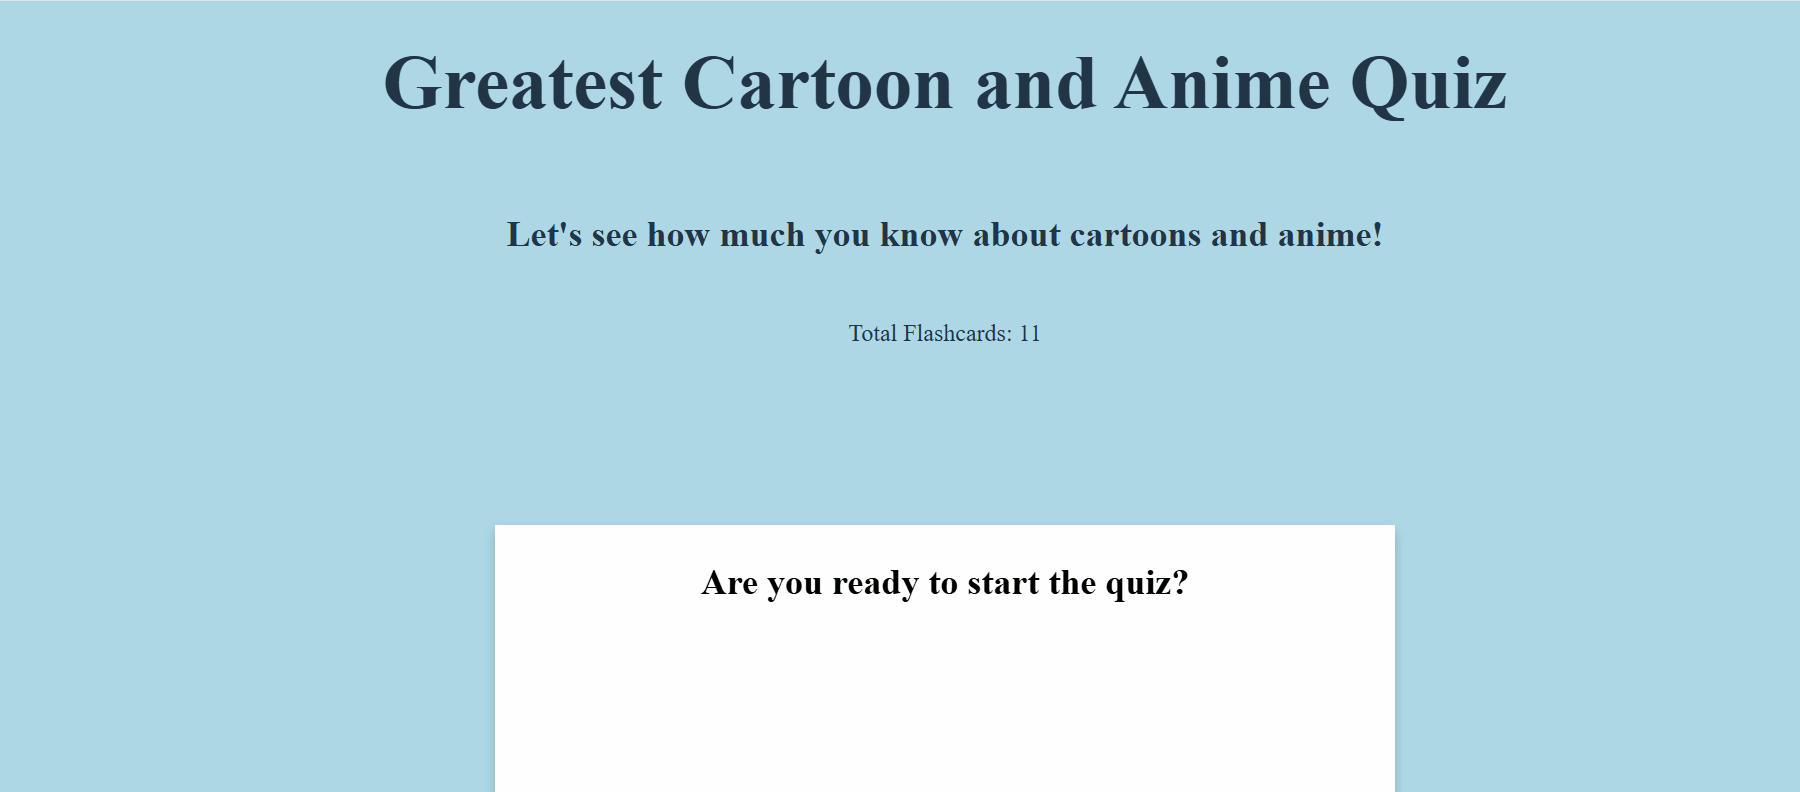 Greatest Cartoon and Anime Quiz
Let's see how much you know about cartoons and anime!
Total Flashcards: 11
Are you ready to start the quiz?